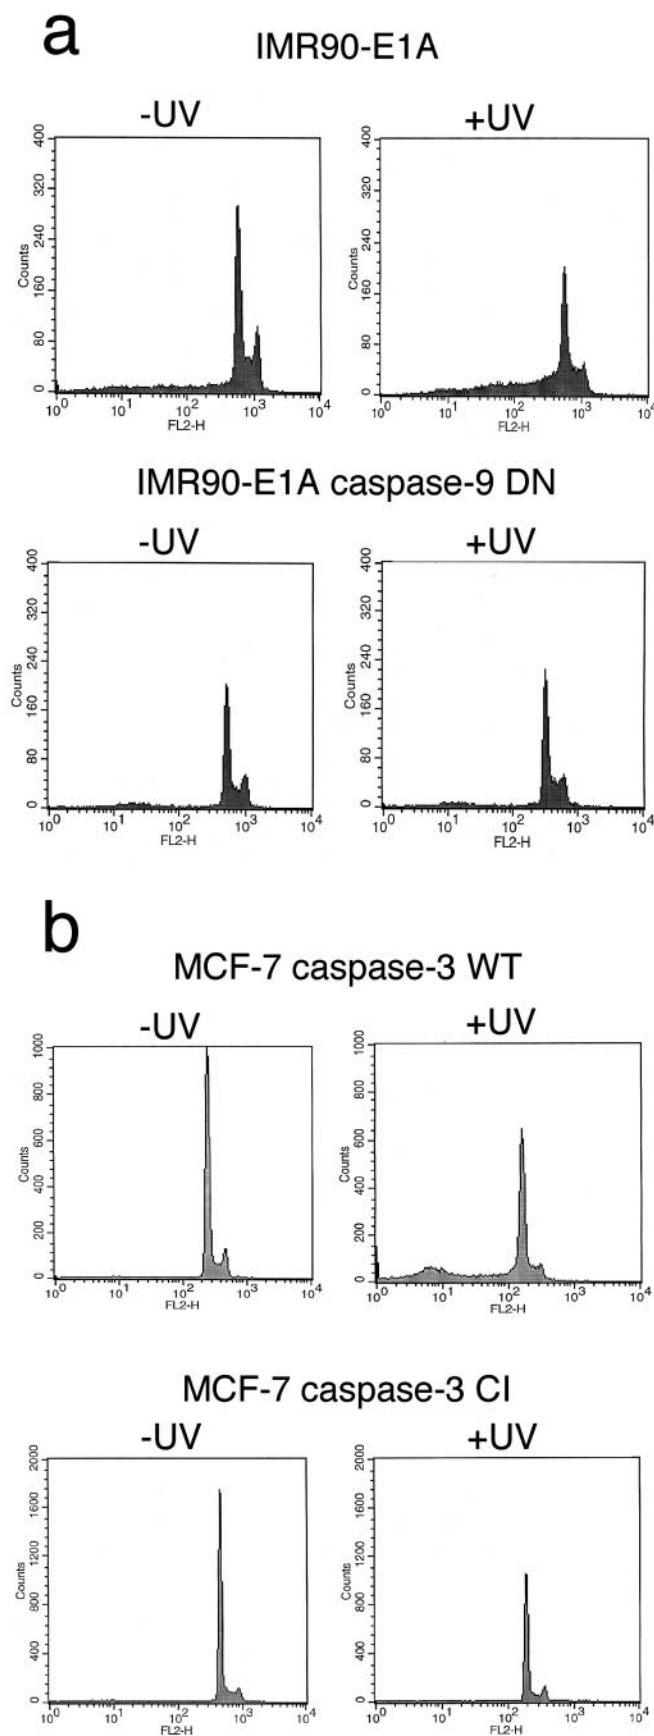 a
IMR90-E1A
-UV +UV
400 400
320 320
240 240
160 160
80 80
0 0
Counts Counts
10^0 10^1 10^2 10^3 10^4 10^0 10^1 10^2 10^3 10^4
FL2-H FL2-H
IMR90-E1A caspase-9 DN
-UV +UV
400 400
320 320
240 240
160 160
80 80
0 0
Counts Counts
10^0 10^1 10^2 10^3 10^4 10^0 10^1 10^2 10^3 10^4
FL2-H FL2-H
b
MCF-7 caspase-3 WT
-UV +UV
1000 1000
800 800
600 600
400 400
200 200
0 0
Counts Counts
10^0 10^1 10^2 10^3 10^4 10^0 10^1 10^2 10^3 10^4
FL2-H FL2-H
MCF-7 caspase-3 CI
-UV +UV
2000 2000
1600 1600
1200 1200
800 800
400 400
0 0
Counts Counts
10^0 10^1 10^2 10^3 10^4 10^0 10^1 10^2 10^3 10^4
FL2-H FL2-H